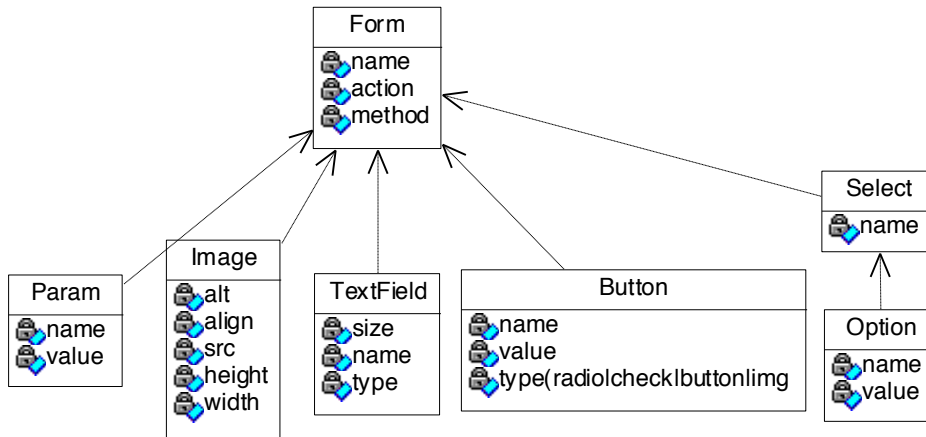 Form
name
action
method
Select
name
Image
alt
align
src
height
width
Param
name
value
TextField
size
name
type
Button
name
value
type(radio|check|button|img
Option
name
value